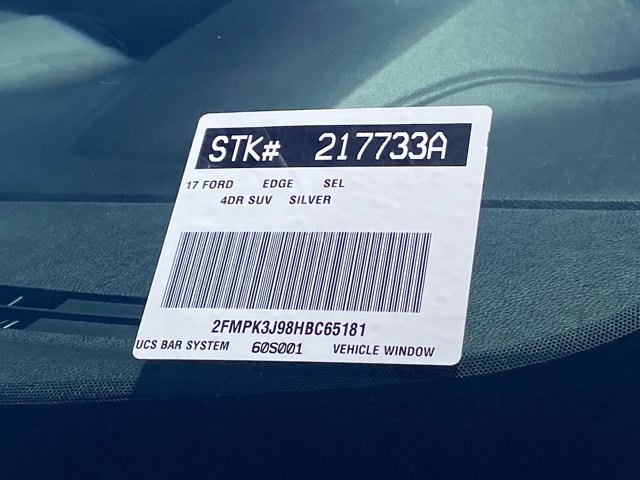 STK# 217733A
17 FORD EDGE SEL
4DR SUV SILVER
2FMPK3J98HBC65181
UCS BAR SYSTEM 60S001 VEHICLE WINDOW